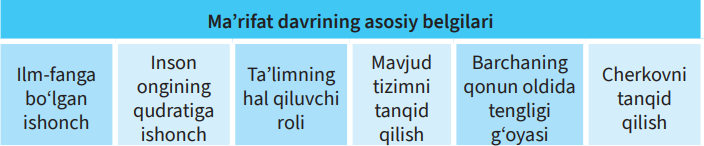 Ma’rifat davrining asosiy belgilari
Ilm-fanga
bo‘lgan
ishonch
Inson
ongining
qudratiga
ishonch
Ta’limning
hal qiluvchi
roli
Mavjud
tizimni
tanqid
qilish
Barchaning
qonun oldida
tengligi
g‘oyasi
Cherkovni
tanqid
qilish